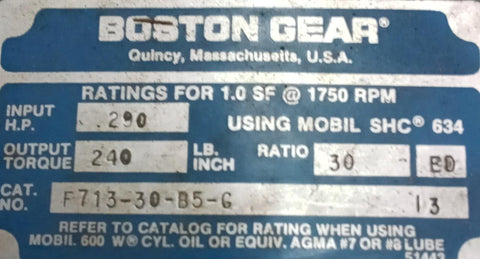 BOSTON GEAR®
Quincy, Massachusetts, U.S.A.
RATINGS FOR 1.0 SF @ 1750 RPM
INPUT H.P. .290 USING MOBIL SHC® 634
OUTPUT TORQUE 240 LB. INCH RATIO 30 ED
CAT. NO. F713-30-B5-G 13
REFER TO CATALOG FOR RATING WHEN USING
MOBIL 600 W® CYL. OIL OR EQUIV. AGMA #7 OR #8 LUBE
51443